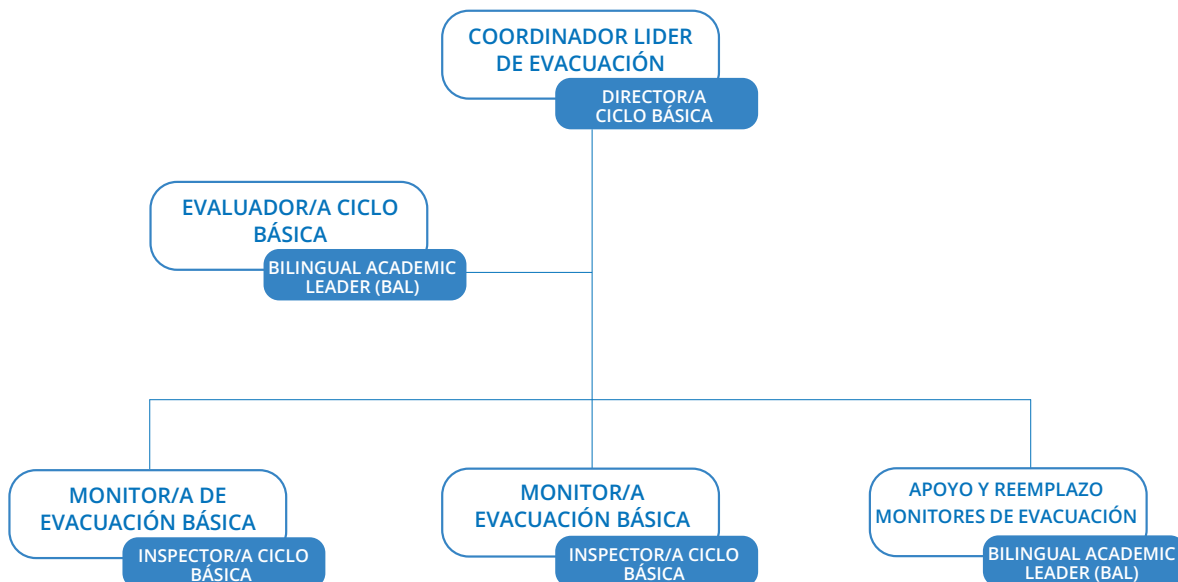 COORDINADOR LIDER
DE EVACUACIÓN
DIRECTOR/A
CICLO BÁSICA
EVALUADOR/A CICLO
BÁSICA
BILINGUAL ACADEMIC
LEADER (BAL)
MONITOR/A DE
EVACUACIÓN BÁSICA
INSPECTOR/A CICLO
BÁSICA
MONITOR/A
EVACUACIÓN BÁSICA
INSPECTOR/A CICLO
BÁSICA
APOYO Y REEMPLAZO
MONITORES DE EVACUACIÓN
BILINGUAL ACADEMIC
LEADER (BAL)